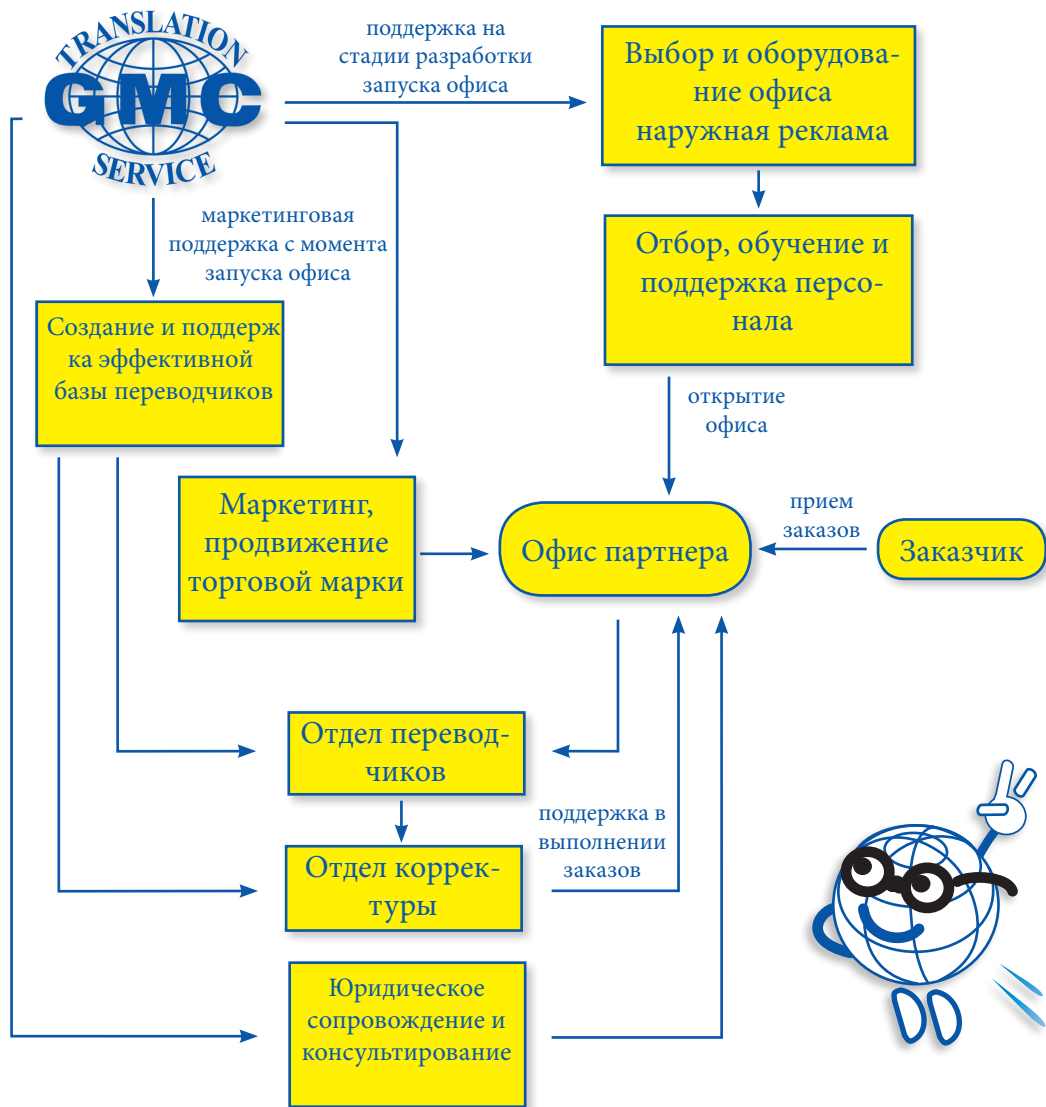 TRANSLATION
GMC
SERVICE
поддержка на
стадии разработки
запуска офиса
Выбор и оборудова-
ние офиса
наружная реклама
маркетинговая
поддержка с момента
запуска офиса
Отбор, обучение и
поддержка персо-
нала
Создание и поддерж
ка эффективной
базы переводчиков
открытие
офиса
Маркетинг,
продвижение
торговой марки
Офис партнера
прием
заказов
Заказчик
Отдел перевод-
чиков
поддержка в
выполнении
заказов
Отдел коррек-
туры
Юридическое
сопровождение и
консультирование